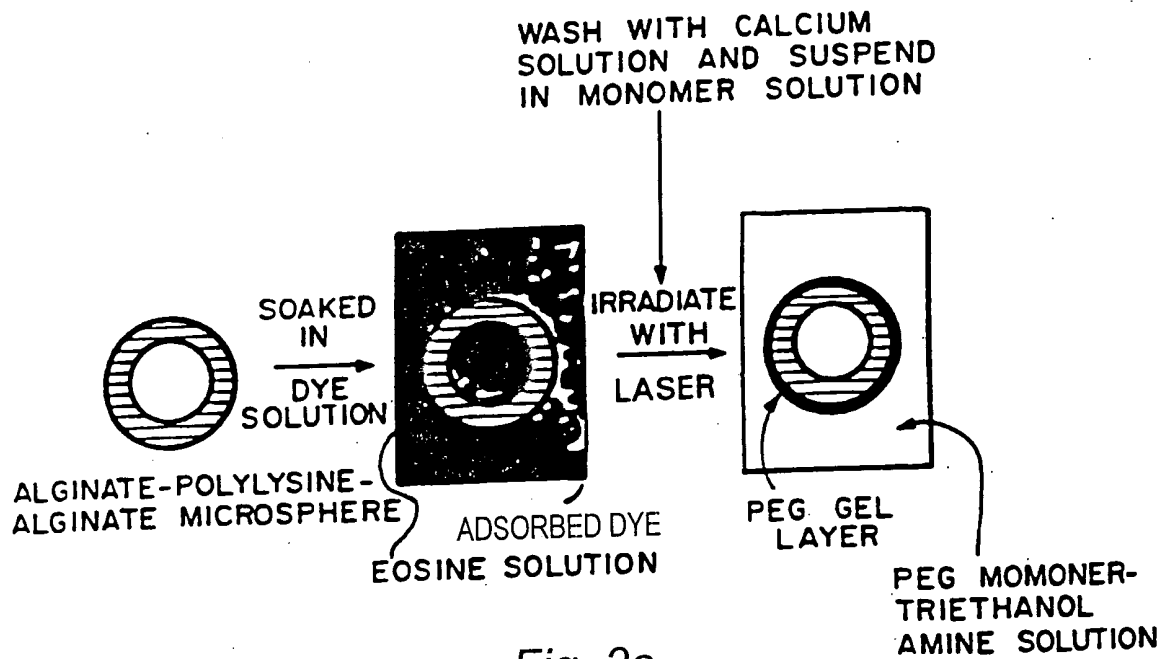 WASH WITH CALCIUM
SOLUTION AND SUSPEND
IN MONOMER SOLUTION
SOAKED
IN
DYE
SOLUTION
IRRADIATE
WITH
LASER
ALGINATE-POLYLYSINE-
ALGINATE MICROSPHERE
ADSORBED DYE
EOSINE SOLUTION
PEG GEL
LAYER
PEG MOMONER-
TRIETHANOL
AMINE SOLUTION